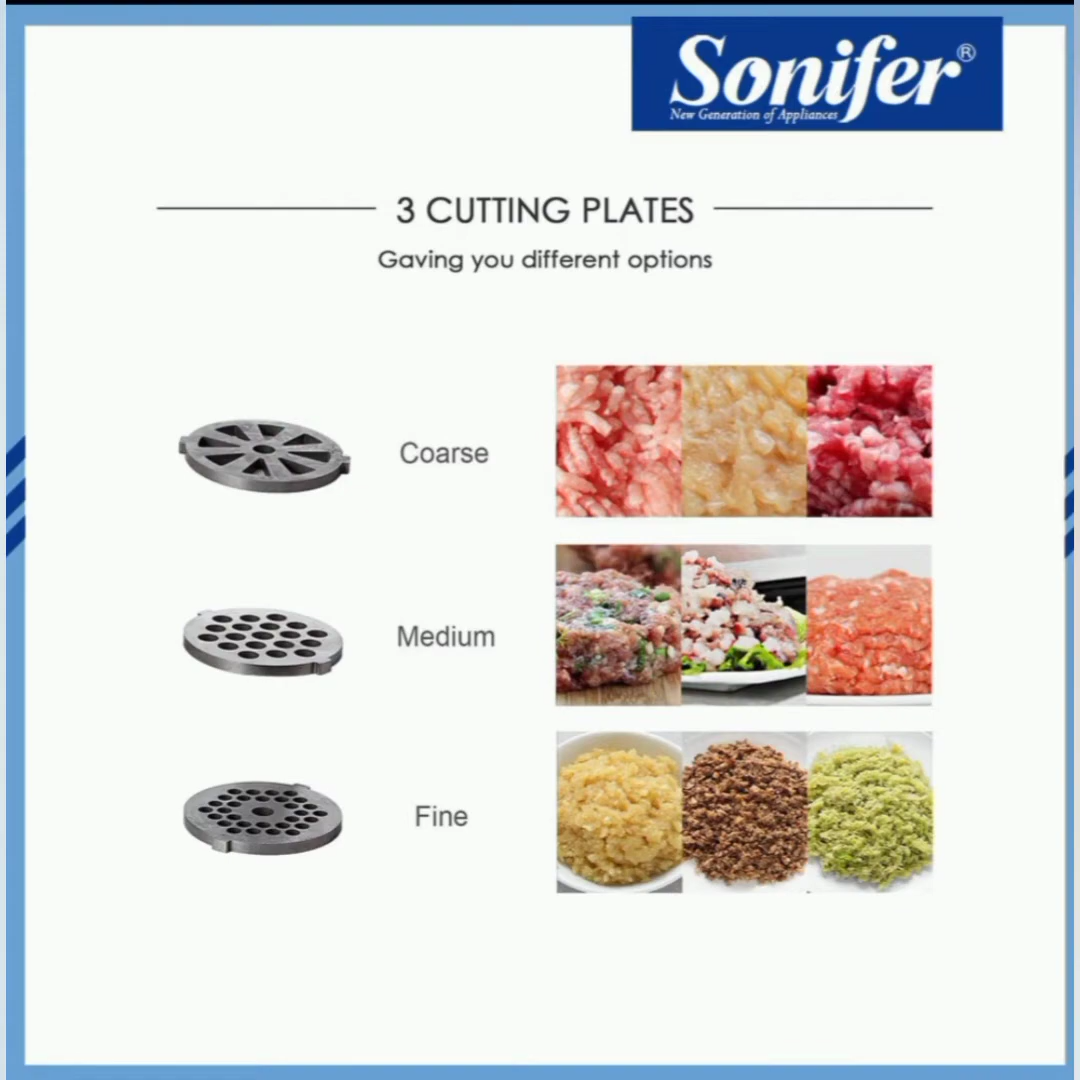 Sonifer®
New Generation of Appliances
3 CUTTING PLATES
Gaving you different options
Coarse
Medium
Fine